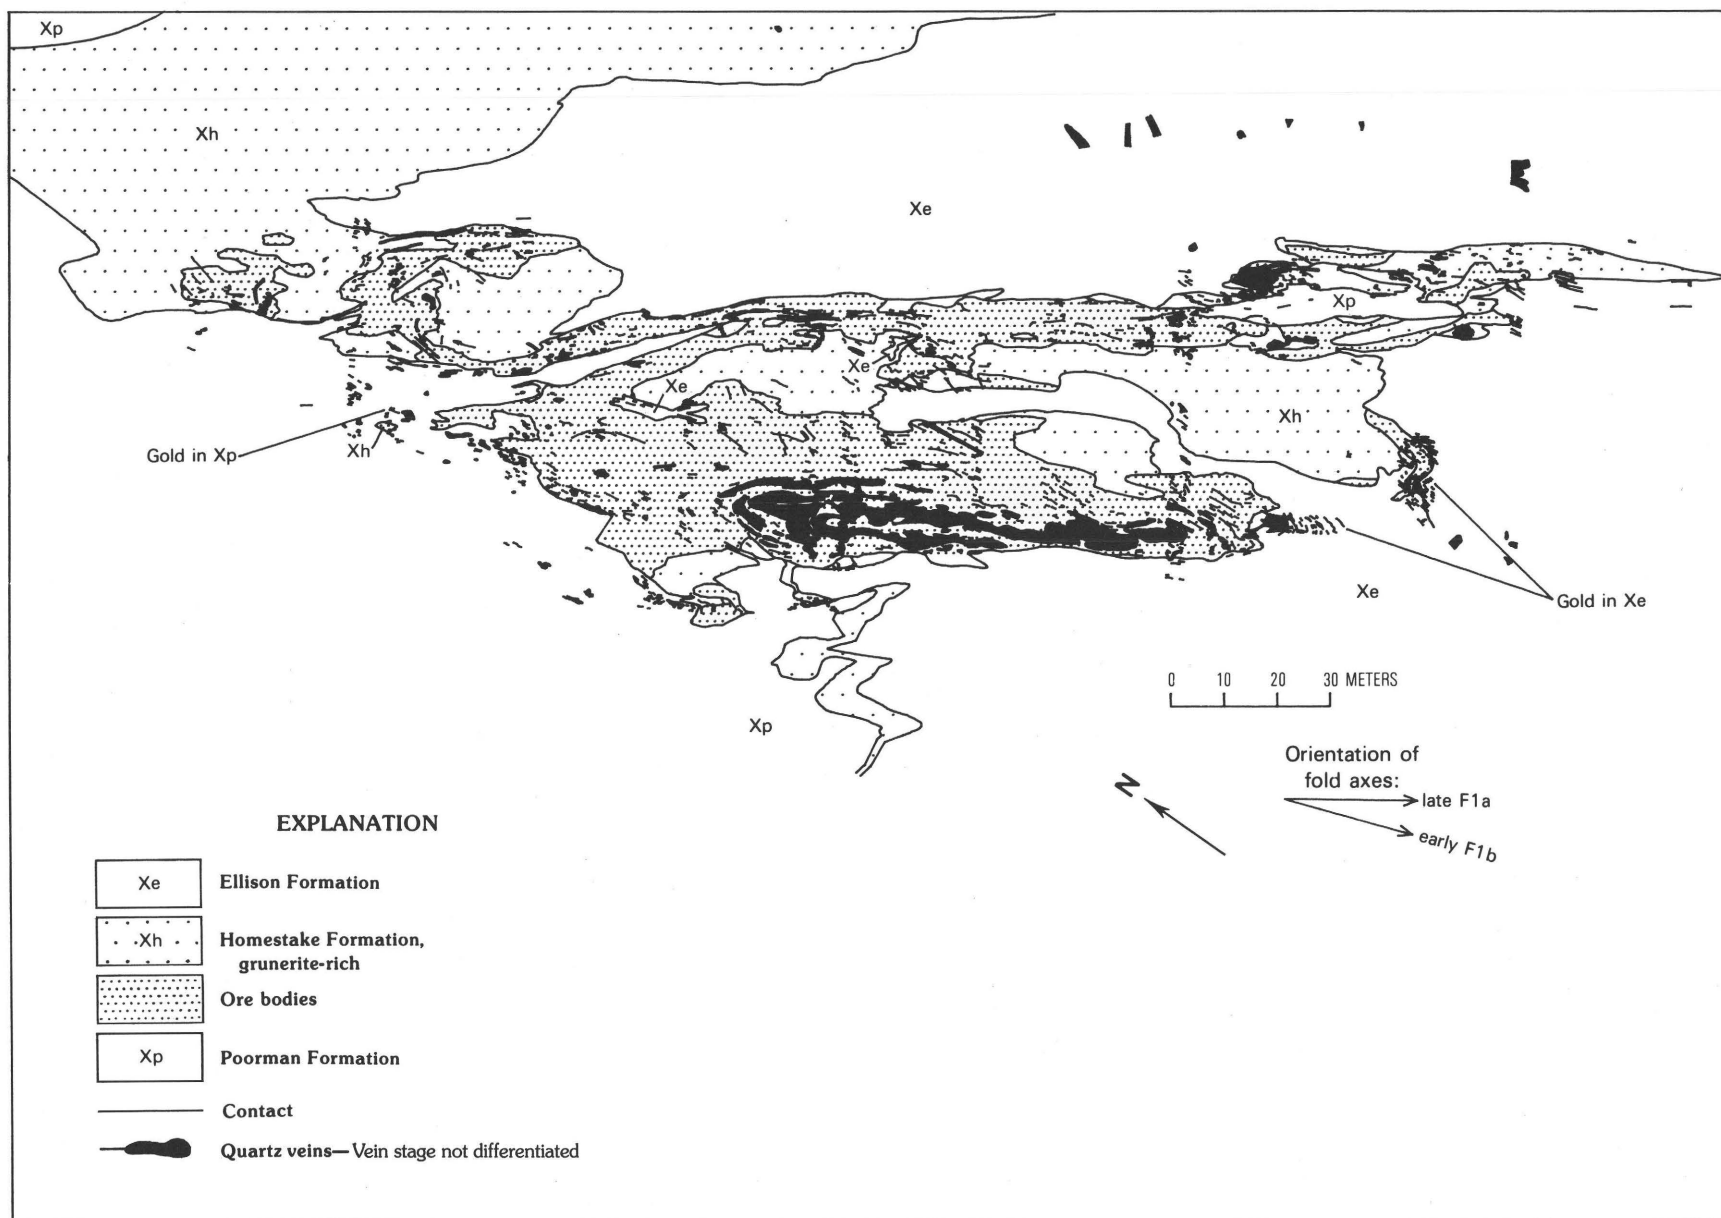 Xp
Xh
Xe
Xp
Xe
Xe
Xh
Gold in Xp
Xh
Gold in Xe
Xe
Xp
0 10 20 30 METERS
Orientation of
fold axes:
late F1a
early F1b
N
EXPLANATION
Xe Ellison Formation
Xh Homestake Formation,
grunerite-rich
Ore bodies
Xp Poorman Formation
Contact
Quartz veins—Vein stage not differentiated